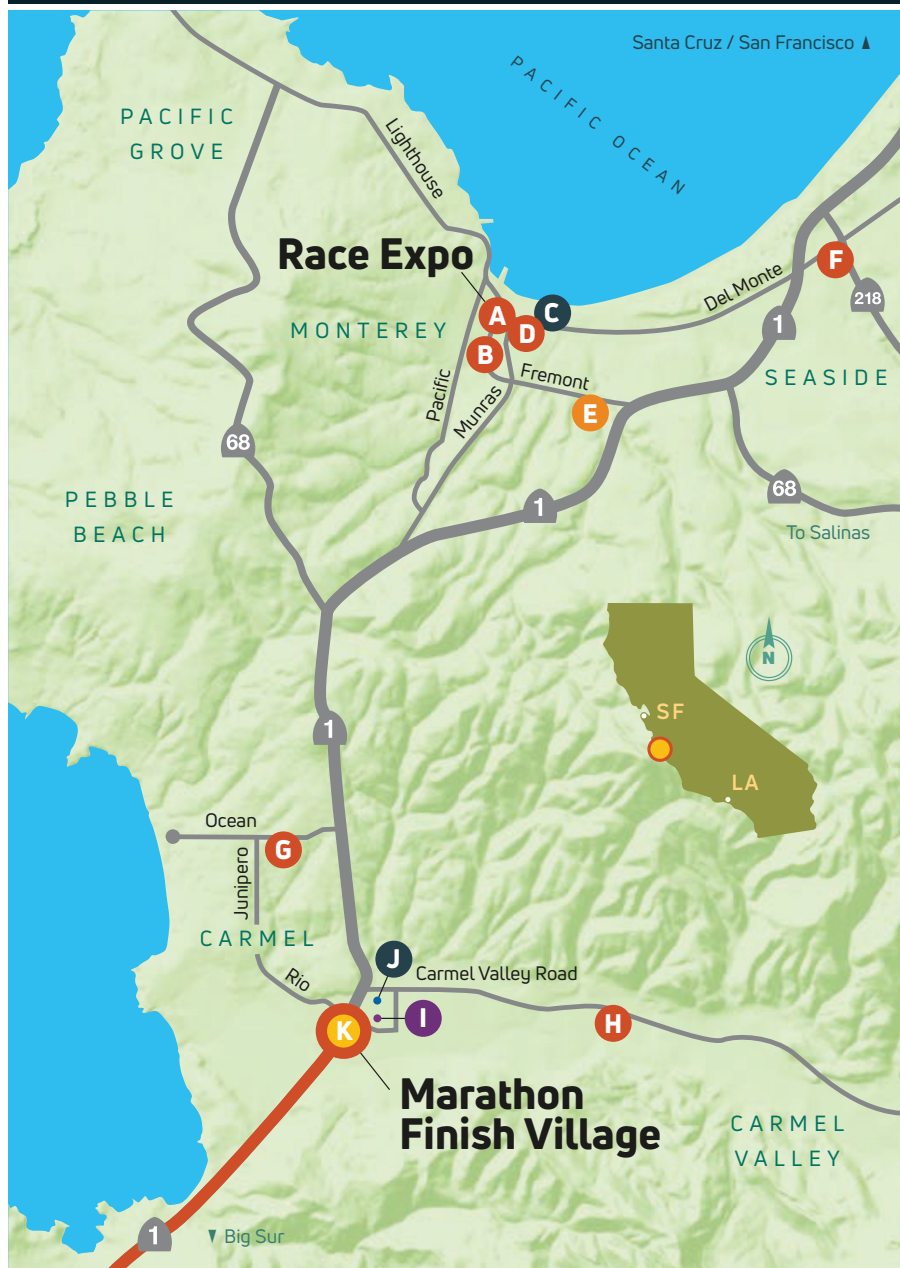 Santa Cruz / San Francisco
PACIFIC OCEAN
PACIFIC
GROVE
Lighthouse
Race Expo
F
Del Monte
218
A
C
D
1
MONTEREY
B
SEASIDE
Fremont
Pacific
Munras
E
68
68
1
PEBBLE
BEACH
To Salinas
N
SF
1
LA
Ocean
G
Junipero
CARMEL
J
Rio
Carmel Valley Road
I
H
K
Marathon
Finish Village
CARMEL
VALLEY
1
Big Sur